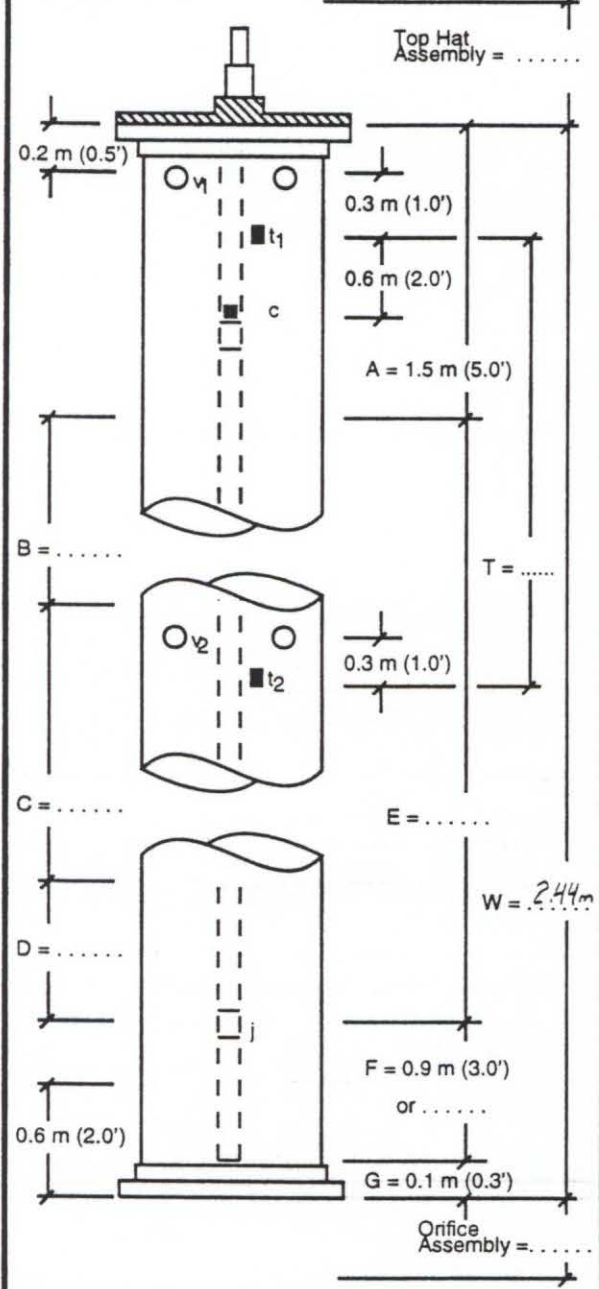 Top Hat
Assembly = . . . . . .
0.2 m (0.5')
v1
0.3 m (1.0')
t1
0.6 m (2.0')
c
A = 1.5 m (5.0')
B = . . . . . .
T = ......
v2
0.3 m (1.0')
t2
C = . . . . . .
E = . . . . . .
W = 2.44m
D = . . . . . .
j
F = 0.9 m (3.0')
or . . . . . .
0.6 m (2.0')
G = 0.1 m (0.3')
Orifice
Assembly = . . . . . .